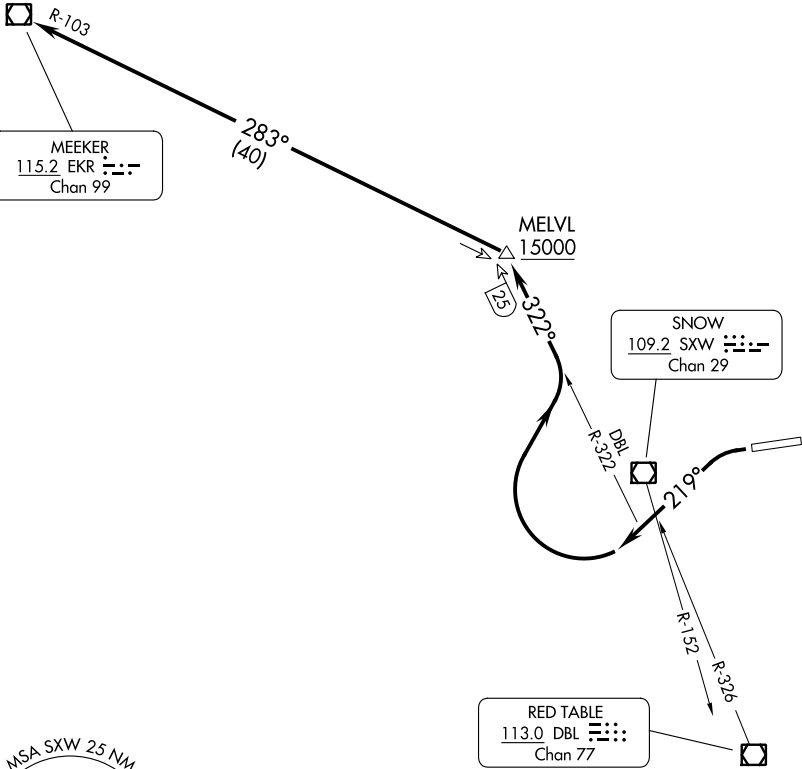 R-103
MEEKER
115.2 EKR
Chan 99
283°
(40)
MELVL
15000
25
322°
SNOW
109.2 SXW
Chan 29
DBL
R-322
219°
R-152
R-326
RED TABLE
113.0 DBL
Chan 77
MSA SXW 25 NM